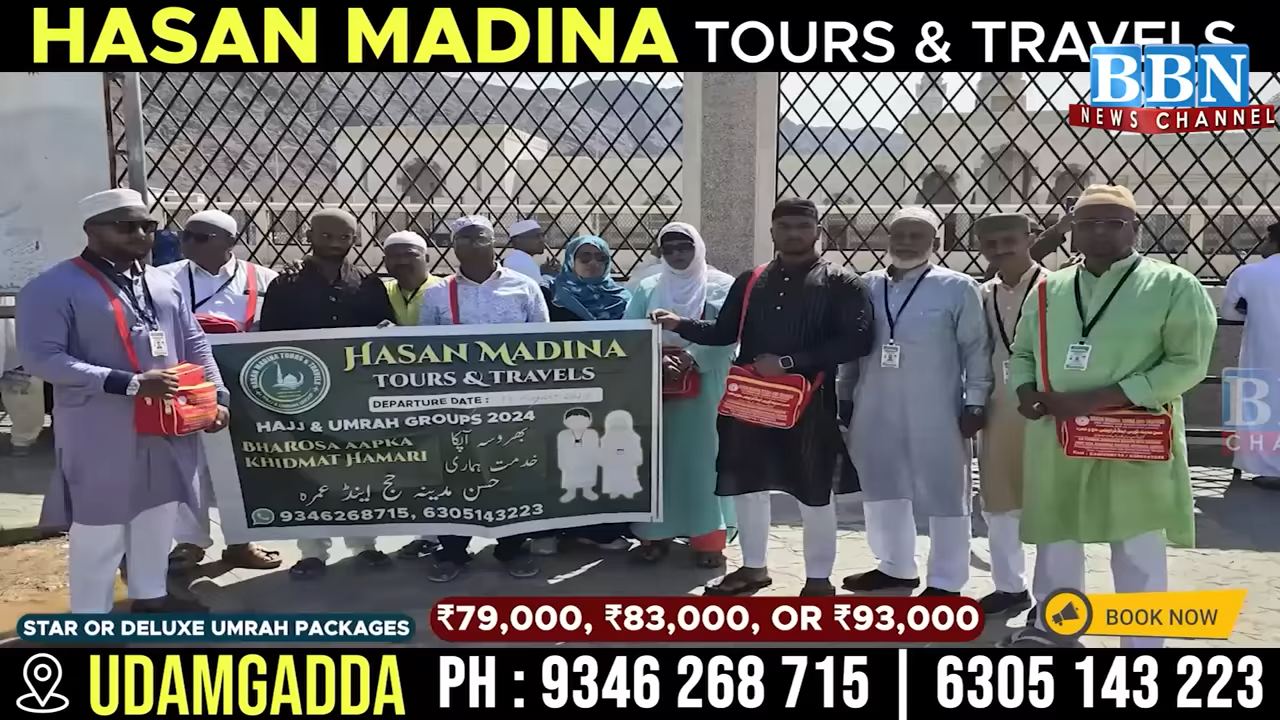 HASAN MADINA TOURS & TRAVELS
BBN
NEWS CHANNEL
HASAN MADINA
TOURS & TRAVELS
DEPARTURE DATE :
HAJJ & UMRAH GROUPS 2024
BHAROSA AAPKA
KHIDMAT HAMARI
بھروسہ آپکا
خدمت ہماری
حسن مدینہ حج اینڈ عمرہ
9346268715, 6305143223
B
CHA
STAR OR DELUXE UMRAH PACKAGES
₹79,000, ₹83,000, OR ₹93,000
BOOK NOW
UDAMGADDA
PH : 9346 268 715 | 6305 143 223